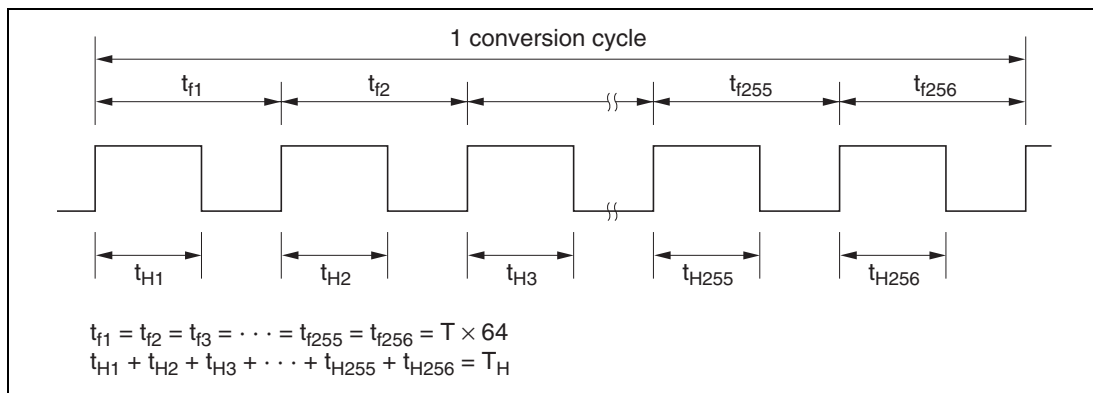 1 conversion cycle
tf1 tf2 tf255 tf256
tH1 tH2 tH3 tH255 tH256
tf1 = tf2 = tf3 = · · · = tf255 = tf256 = T × 64
tH1 + tH2 + tH3 + · · · + tH255 + tH256 = TH